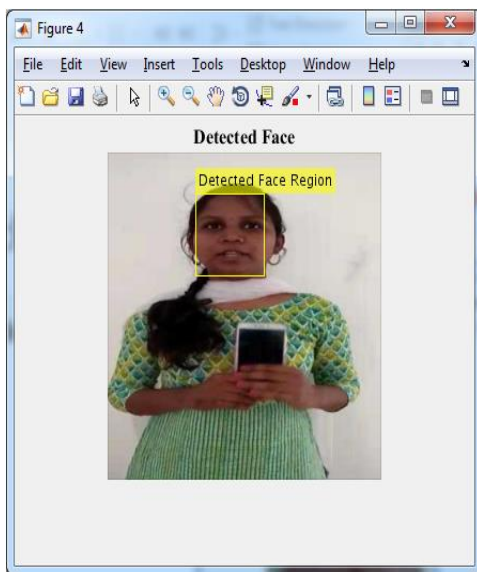 Figure 4
File Edit View Insert Tools Desktop Window Help
Detected Face
Detected Face Region